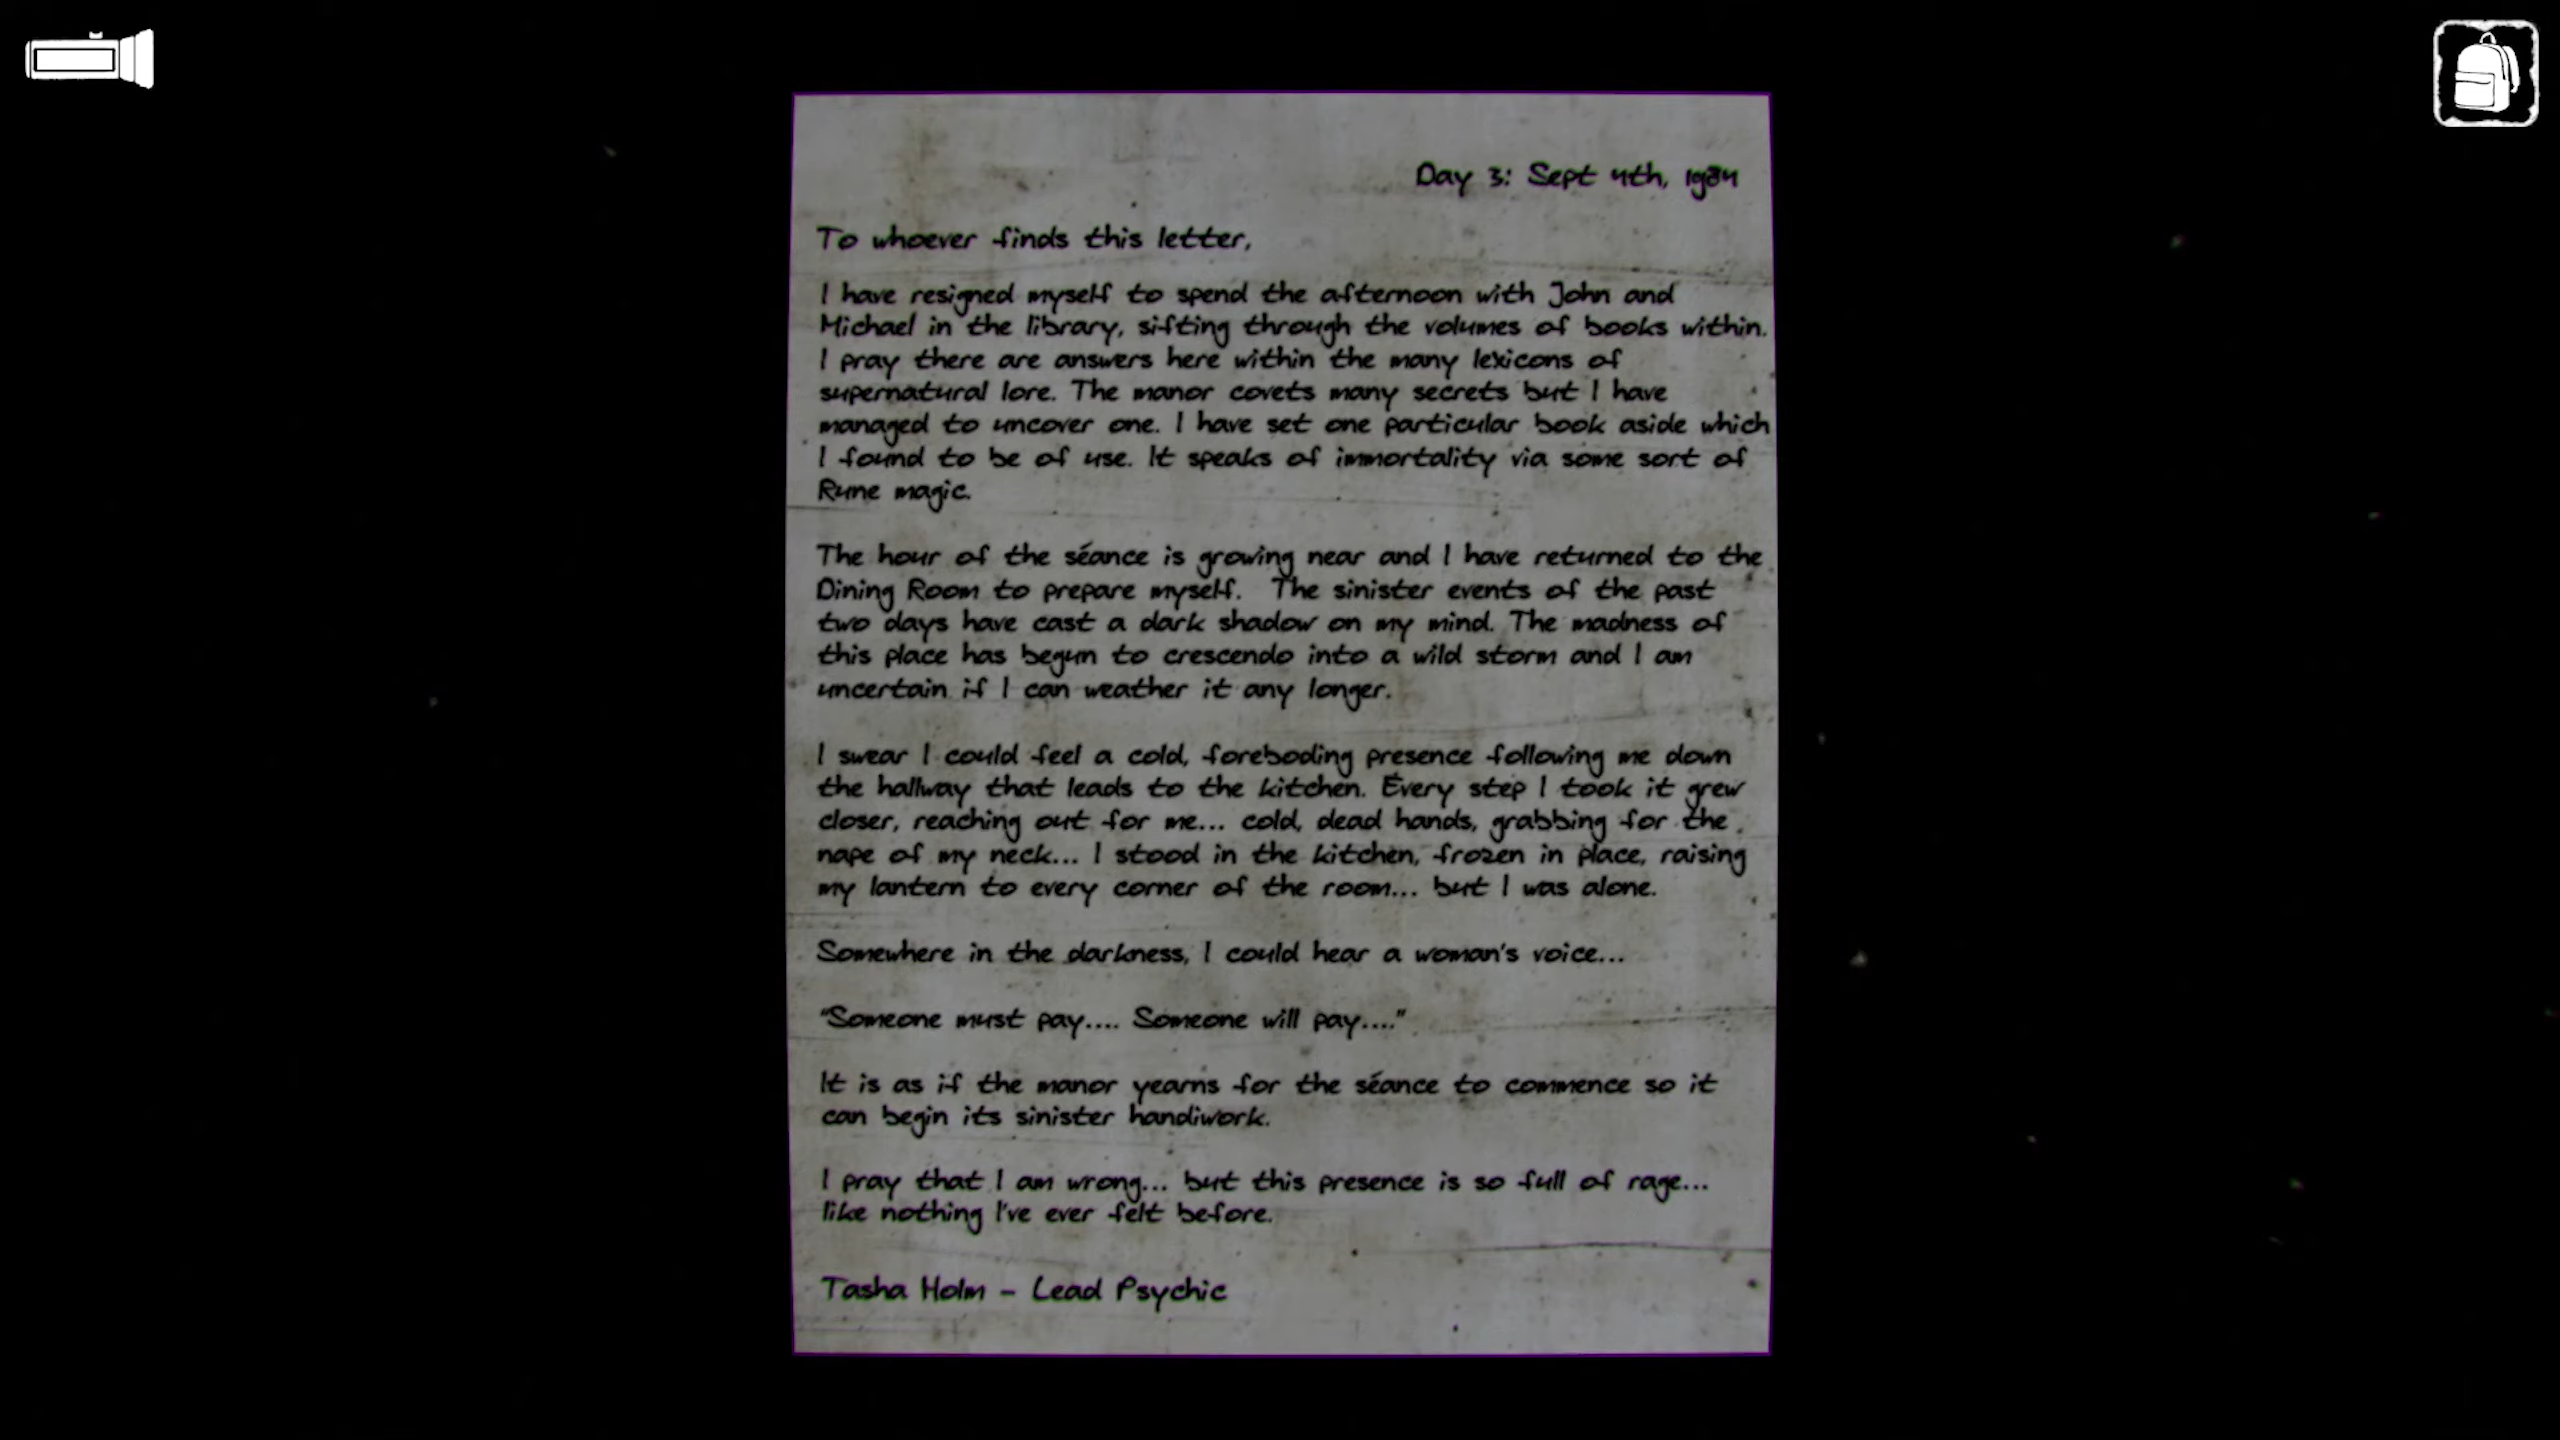 Day 3: Sept 4th, 1984
To whoever finds this letter,
I have resigned myself to spend the afternoon with John and
Michael in the library, sifting through the volumes of books within.
I pray there are answers here within the many lexicons of
supernatural lore. The manor covets many secrets but I have
managed to uncover one. I have set one particular book aside which
I found to be of use. It speaks of immortality via some sort of
Rune magic.
The hour of the séance is growing near and I have returned to the
Dining Room to prepare myself. The sinister events of the past
two days have cast a dark shadow on my mind. The madness of
this place has begun to crescendo into a wild storm and I am
uncertain if I can weather it any longer.
I swear I could feel a cold, foreboding presence following me down
the hallway that leads to the kitchen. Every step I took it grew
closer, reaching out for me... cold, dead hands, grabbing for the
nape of my neck... I stood in the kitchen, frozen in place, raising
my lantern to every corner of the room... but I was alone.
Somewhere in the darkness, I could hear a woman's voice...
"Someone must pay.... Someone will pay...."
It is as if the manor yearns for the séance to commence so it
can begin its sinister handiwork.
I pray that I am wrong... but this presence is so full of rage...
like nothing I've ever felt before.
Tasha Holm - Lead Psychic